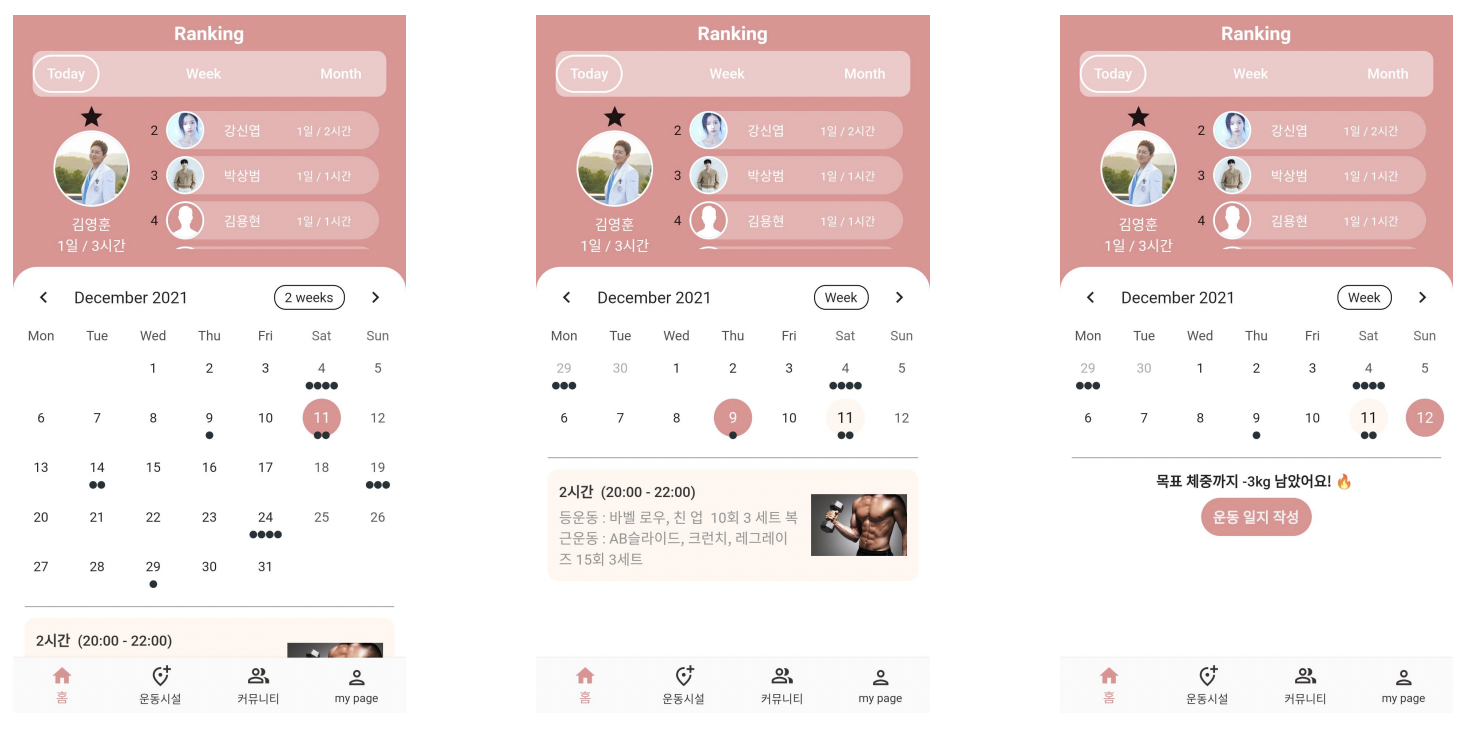 Ranking
Today Week Month
2 강신엽 1일 / 2시간
3 박상범 1일 / 1시간
4 김용현 1일 / 1시간
김영훈
1일 / 3시간
December 2021 2 weeks
Mon Tue Wed Thu Fri Sat Sun
1 2 3 4 5
6 7 8 9 10 11 12
13 14 15 16 17 18 19
20 21 22 23 24 25 26
27 28 29 30 31
2시간 (20:00 - 22:00)
홈 운동시설 커뮤니티 my page
Ranking
Today Week Month
2 강신엽 1일 / 2시간
3 박상범 1일 / 1시간
4 김용현 1일 / 1시간
김영훈
1일 / 3시간
December 2021 Week
Mon Tue Wed Thu Fri Sat Sun
29 30 1 2 3 4 5
6 7 8 9 10 11 12
2시간 (20:00 - 22:00)
등운동 : 바벨 로우, 친 업 10회 3 세트 복
근운동 : AB슬라이드, 크런치, 레그레이
즈 15회 3세트
홈 운동시설 커뮤니티 my page
Ranking
Today Week Month
2 강신엽 1일 / 2시간
3 박상범 1일 / 1시간
4 김용현 1일 / 1시간
김영훈
1일 / 3시간
December 2021 Week
Mon Tue Wed Thu Fri Sat Sun
29 30 1 2 3 4 5
6 7 8 9 10 11 12
목표 체중까지 -3kg 남았어요! 🔥
운동 일지 작성
홈 운동시설 커뮤니티 my page